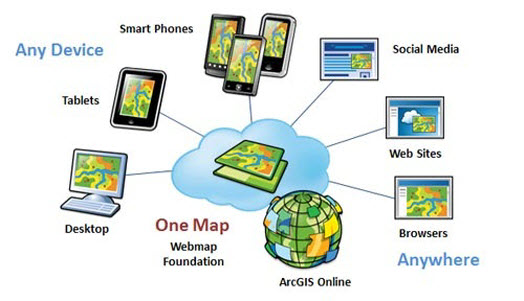 Smart Phones
Any Device
Social Media
Tablets
Web Sites
Desktop
One Map
Webmap
Foundation
Browsers
Anywhere
ArcGIS Online